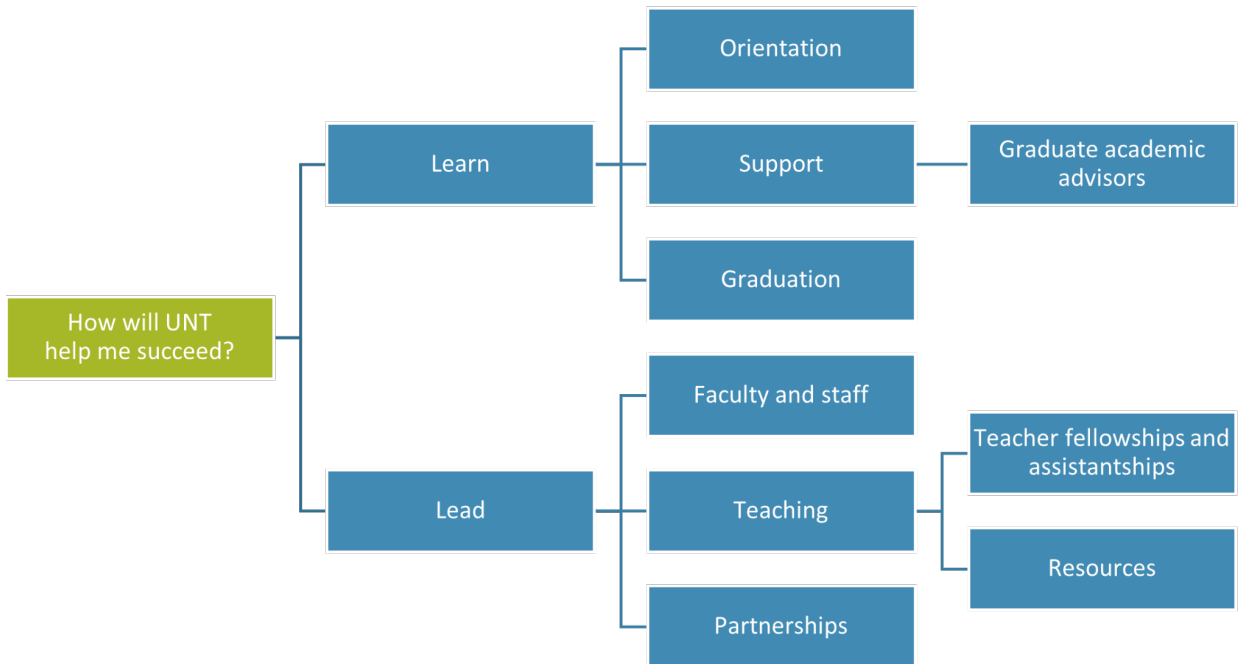 How will UNT
help me succeed?
Learn
Orientation
Support
Graduate academic
advisors
Graduation
Lead
Faculty and staff
Teaching
Teacher fellowships and
assistantships
Resources
Partnerships